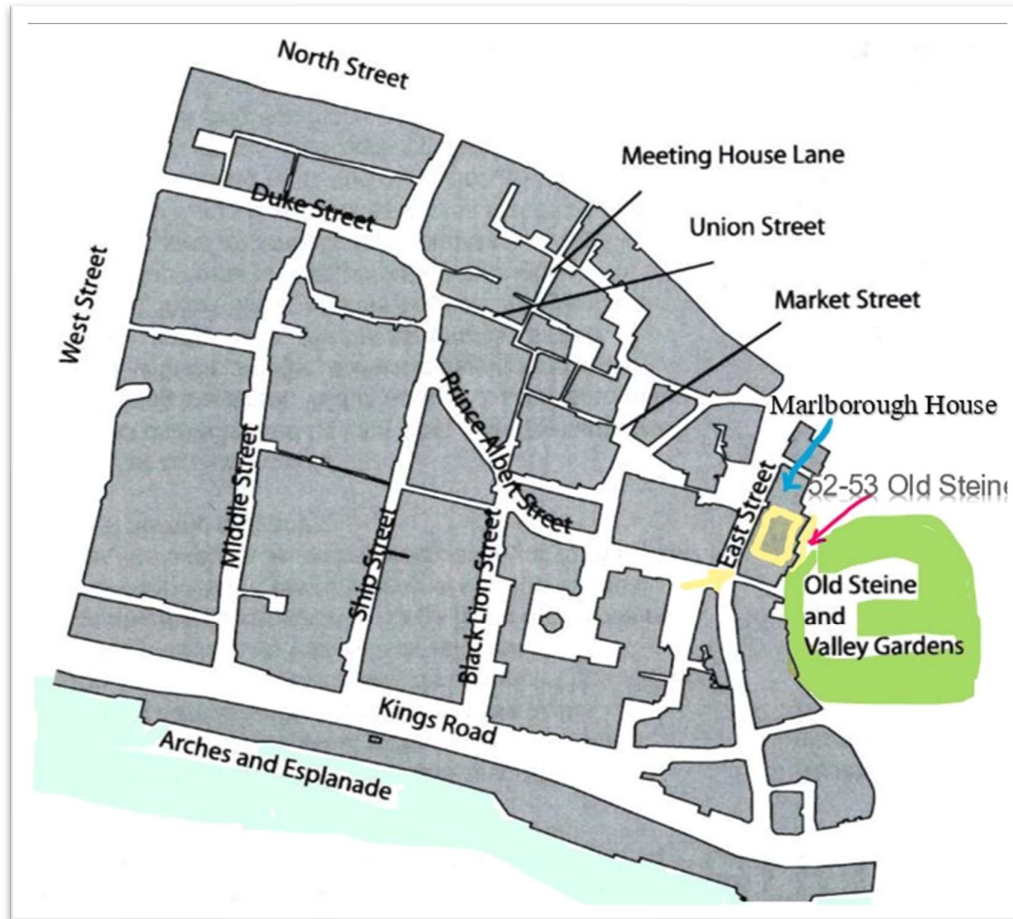 North Street
Meeting House Lane
Duke Street
Union Street
West Street
Market Street
Prince Albert Street
Marlborough House
52-53 Old Steine
East Street
Middle Street
Ship Street
Black Lion Street
Old Steine
and
Valley Gardens
Kings Road
Arches and Esplanade